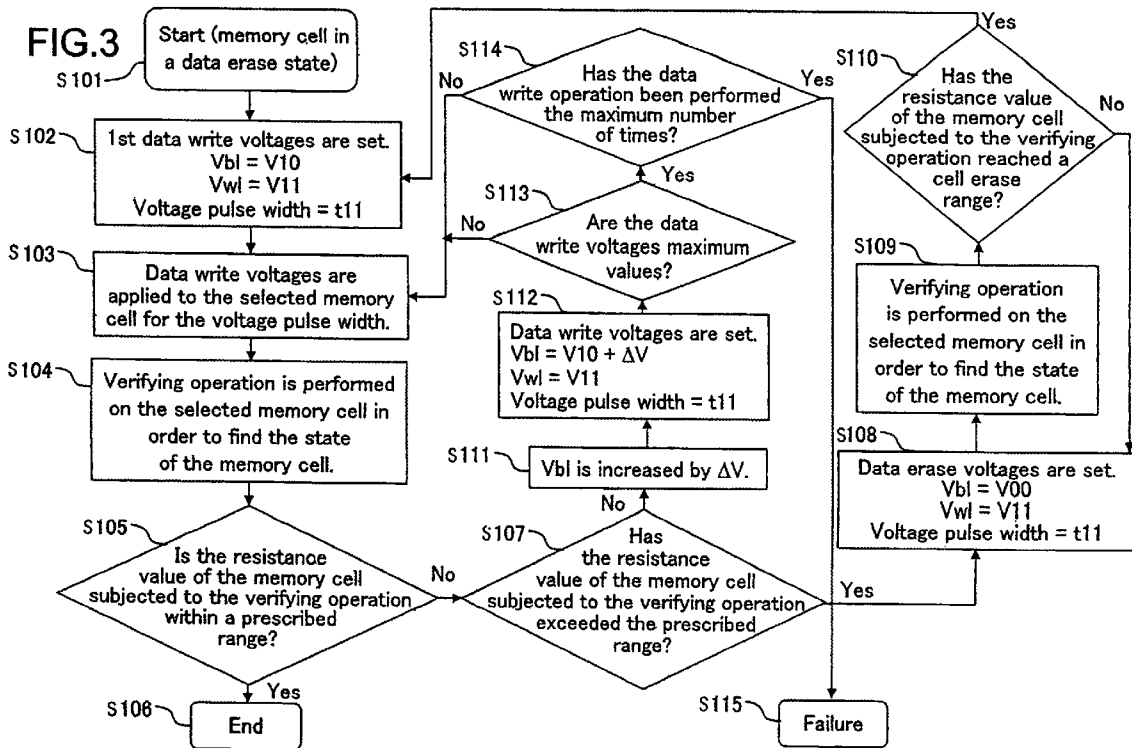 FIG.3
S101
Start (memory cell in
a data erase state)
S102
1st data write voltages are set.
Vbl = V10
Vwl = V11
Voltage pulse width = t11
S103
Data write voltages are
applied to the selected memory
cell for the voltage pulse width.
S104
Verifying operation is performed
on the selected memory cell in
order to find the state
of the memory cell.
S105
Is the resistance
value of the memory cell
subjected to the verifying operation
within a prescribed
range?
No
Yes
S106
End
S107
Has
the resistance
value of the memory cell
subjected to the verifying operation
exceeded the prescribed
range?
No
Yes
S111
Vbl is increased by ΔV.
S112
Data write voltages are set.
Vbl = V10 + ΔV
Vwl = V11
Voltage pulse width = t11
S113
Are the data
write voltages maximum
values?
No
Yes
S114
Has the data
write operation been performed
the maximum number
of times?
No
Yes
S115
Failure
S108
Data erase voltages are set.
Vbl = V00
Vwl = V11
Voltage pulse width = t11
S109
Verifying operation
is performed on the
selected memory cell in
order to find the state
of the memory cell.
S110
Has the
resistance value
of the memory cell
subjected to the verifying
operation reached a
cell erase
range?
Yes
No